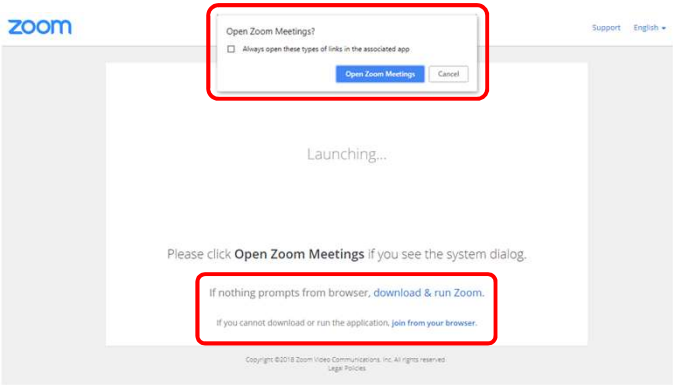 zoom
Support English
Open Zoom Meetings?
Always open these types of links in the associated app
Open Zoom Meetings Cancel
Launching...
Please click Open Zoom Meetings if you see the system dialog.
If nothing prompts from browser, download & run Zoom.
If you cannot download or run the application, join from your browser.
Copyright ©2018 Zoom Video Communications, Inc. All rights reserved
Legal Policies